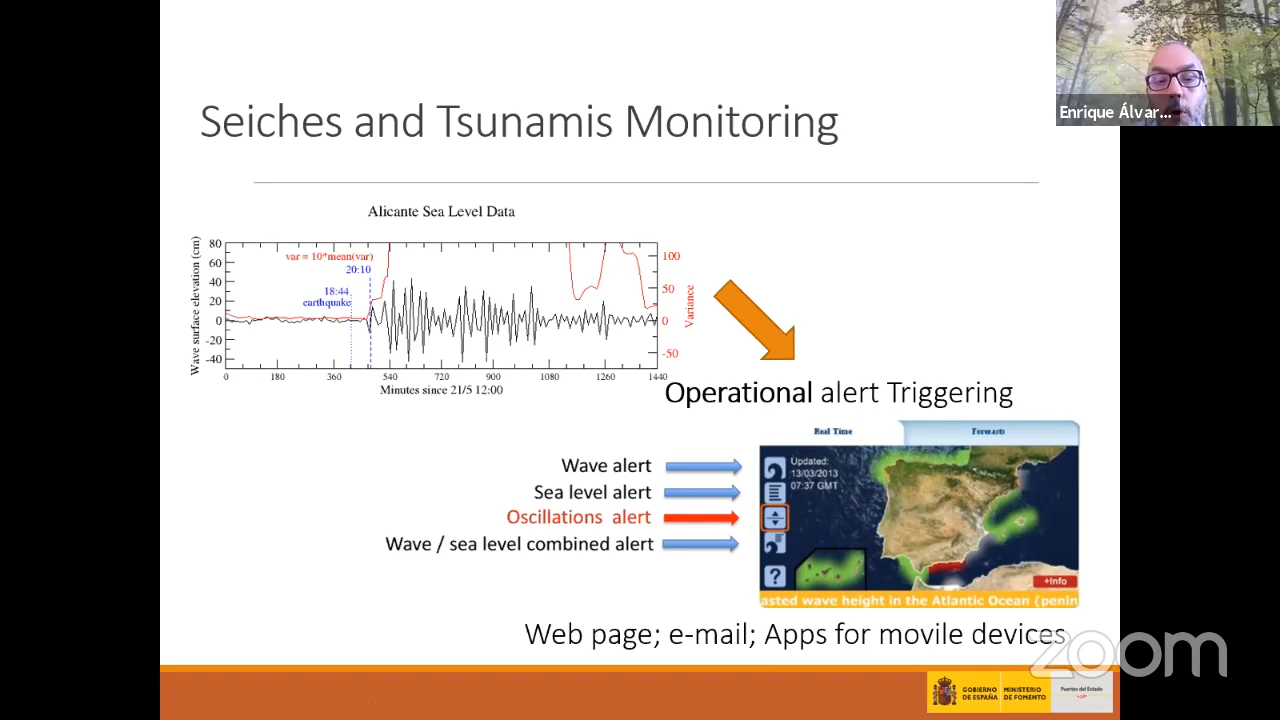 Enrique Álvar...
Seiches and Tsunamis Monitoring
Alicante Sea Level Data
Wave surface elevation (cm)
80
60
40
20
0
-20
-40
var = 10*mean(var)
20:10
18:44
earthquake
100
50
0
-50
Variance
0 180 360 540 720 900 1080 1260 1440
Minutes since 21/5 12:00
Operational alert Triggering
Wave alert
Sea level alert
Oscillations alert
Wave / sea level combined alert
Real Time
Forecasts
Updated:
13/03/2013
07:37 GMT
?
+Info
asted wave height in the Atlantic Ocean (penin
Web page; e-mail; Apps for movile devices
zoom
GOBIERNO
DE ESPAÑA
MINISTERIO
DE FOMENTO
Puertos del Estado